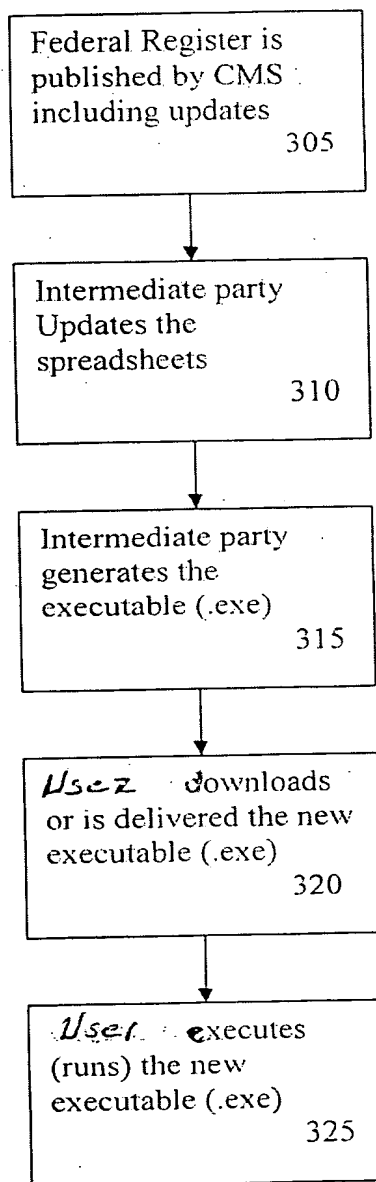 Federal Register is
published by CMS
including updates
305
Intermediate party
Updates the
spreadsheets
310
Intermediate party
generates the
executable (.exe)
315
User downloads
or is delivered the new
executable (.exe)
320
User executes
(runs) the new
executable (.exe)
325